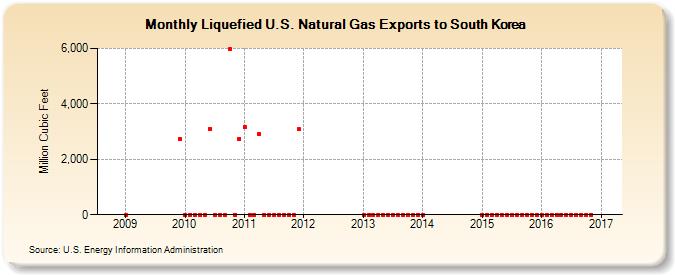 Monthly Liquefied U.S. Natural Gas Exports to South Korea
Million Cubic Feet
6,000
4,000
2,000
0
2009 2010 2011 2012 2013 2014 2015 2016 2017
Source: U.S. Energy Information Administration